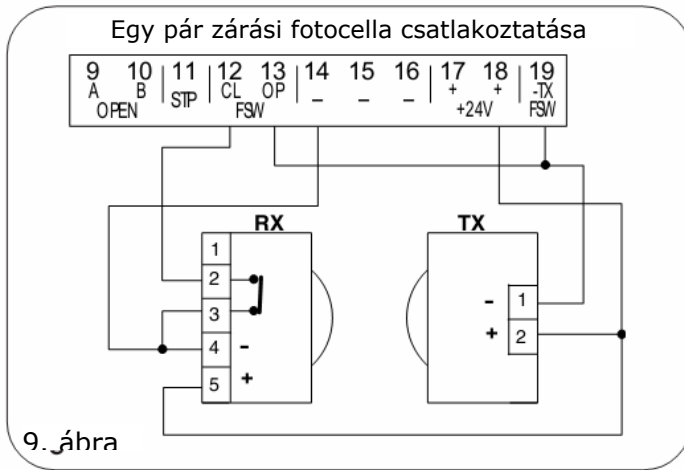 Egy pár zárási fotocella csatlakoztatása
9 10 11 12 13 14 15 16 17 18 19
A B STP CL OP – – – + + -TX
OPEN FSW +24V FSW
RX TX
1
2
3
4 -
5 +
- 1
+ 2
9. ábra